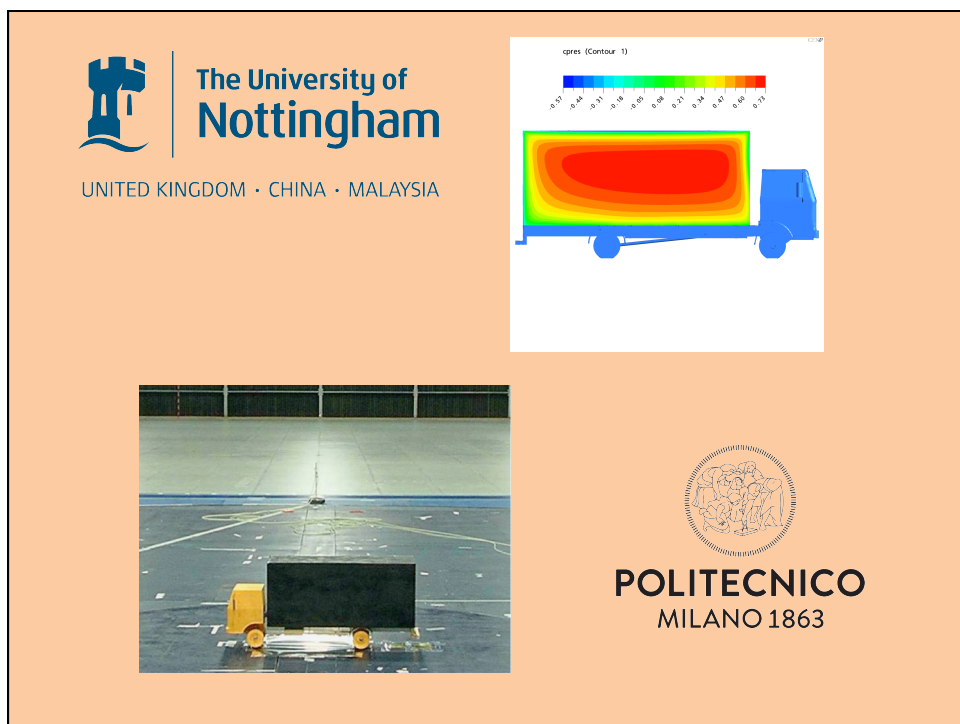 The University of
Nottingham
UNITED KINGDOM · CHINA · MALAYSIA
cpres (Contour 1)
-0.57 -0.44 -0.31 -0.18 -0.05 0.08 0.21 0.34 0.47 0.60 0.73
POLITECNICO
MILANO 1863